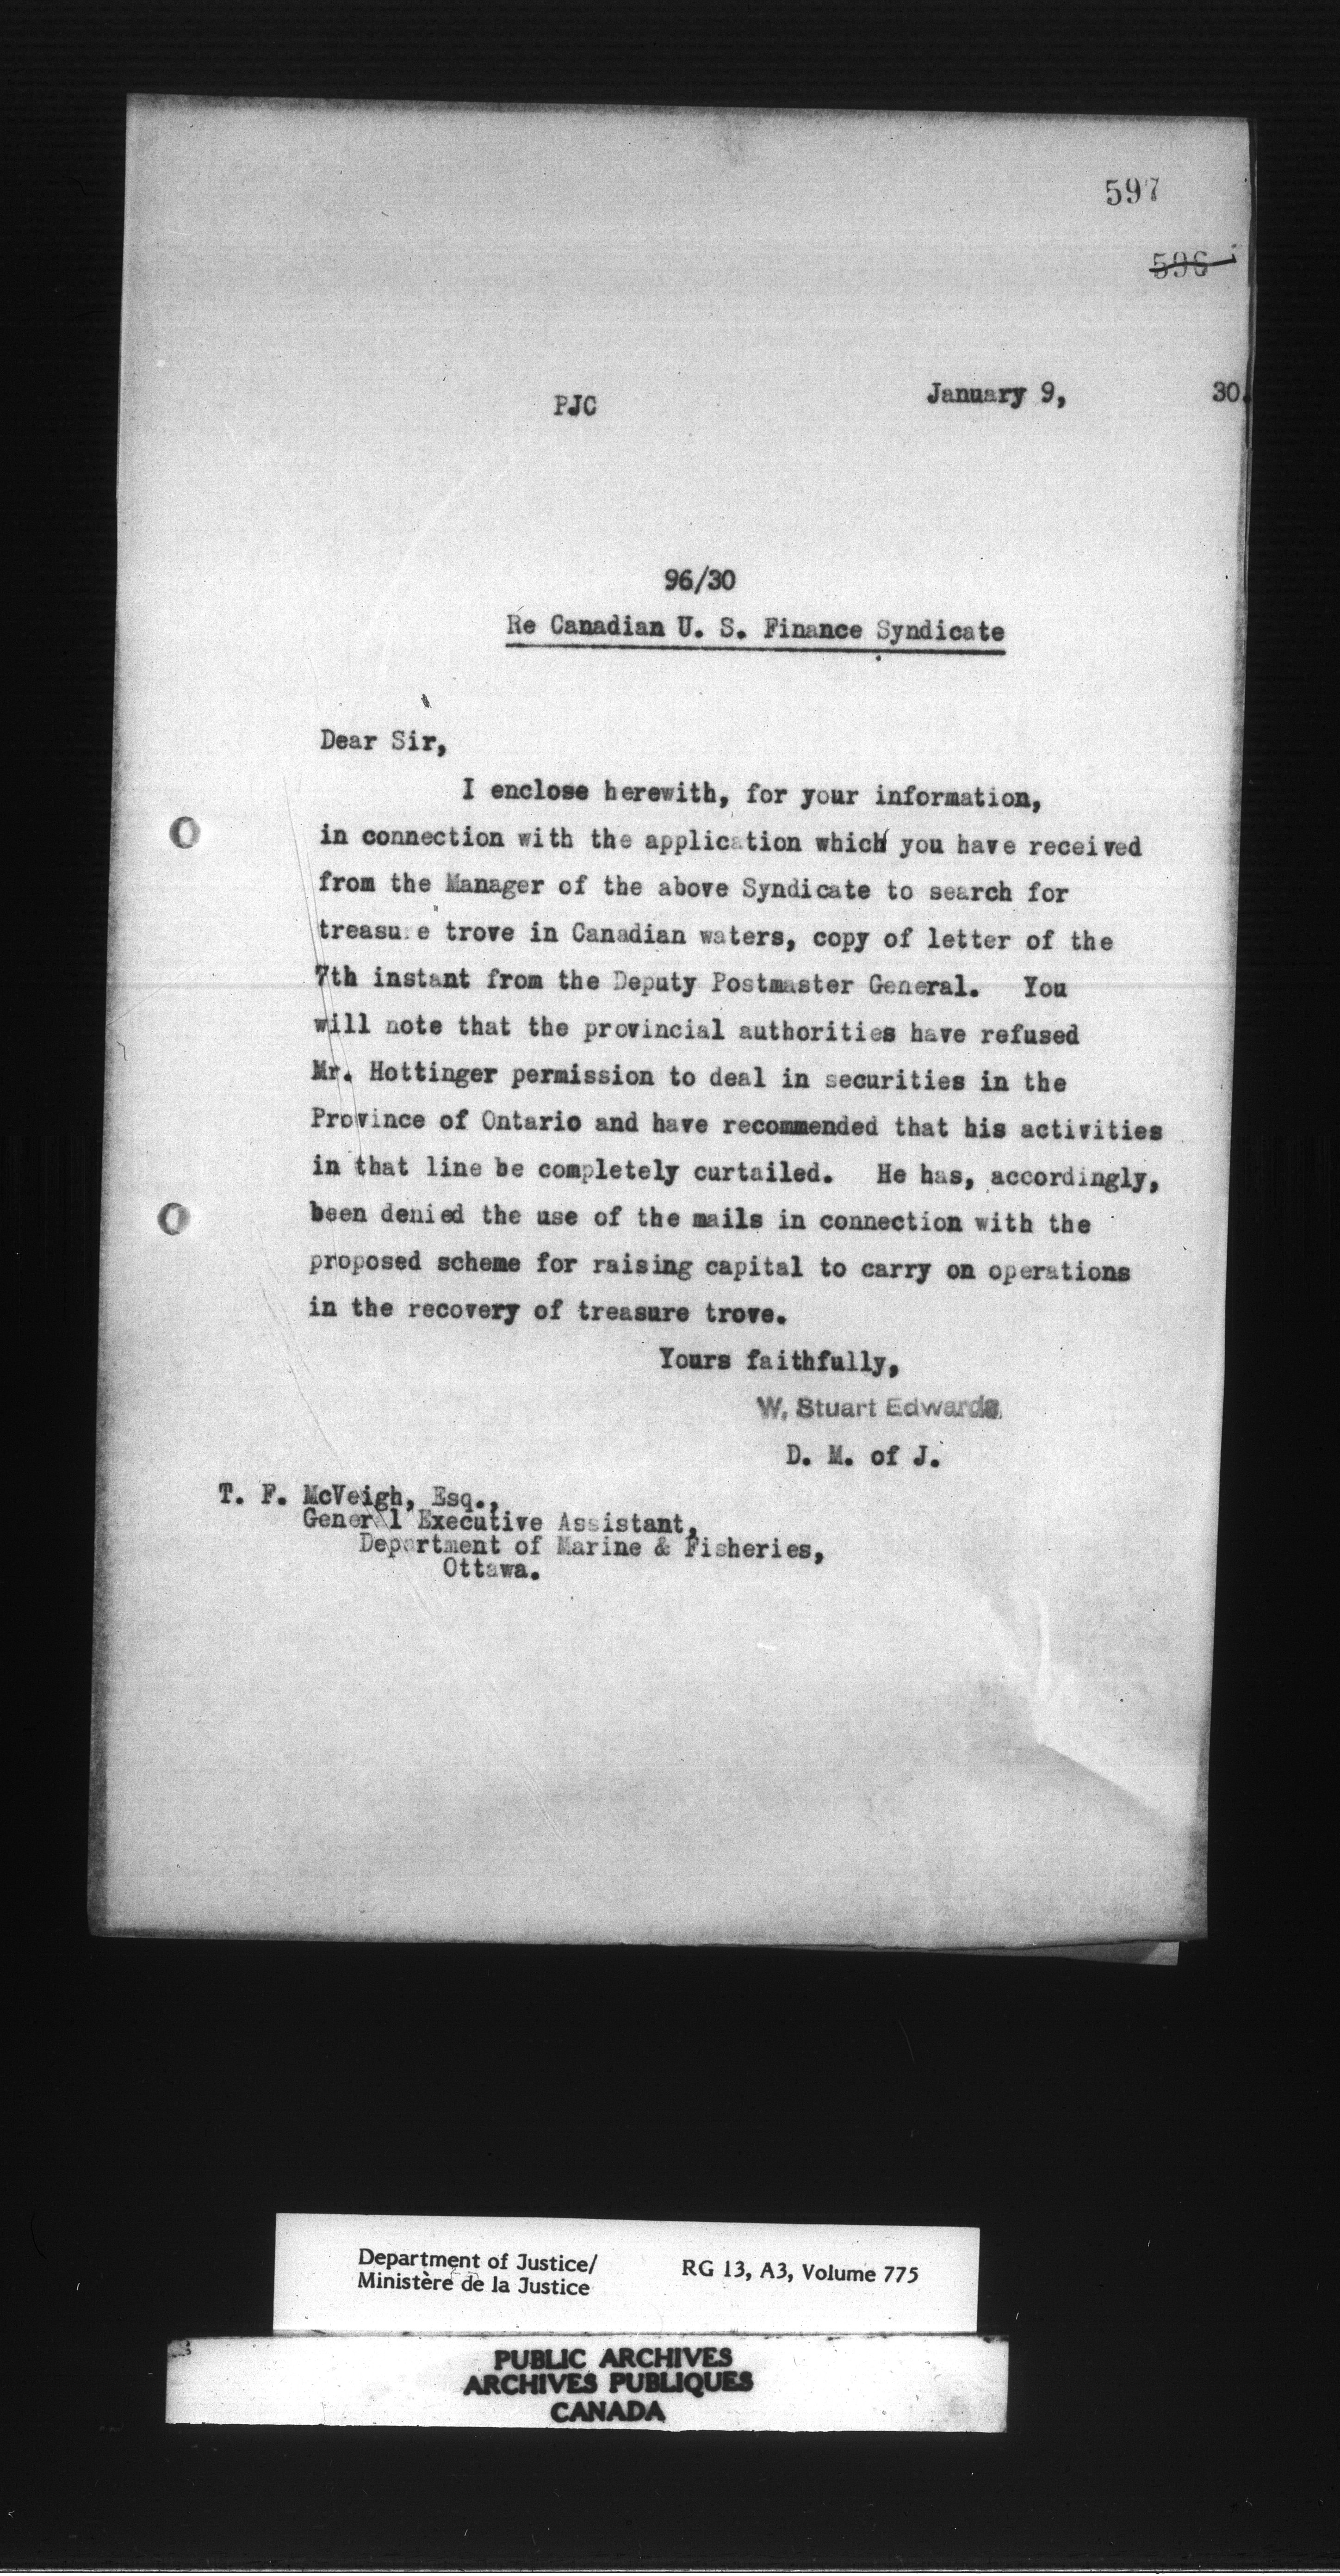 597
596
PJC January 9, 30.
96/30
Re Canadian U. S. Finance Syndicate
Dear Sir,
I enclose herewith, for your information,
in connection with the application which you have received
from the Manager of the above Syndicate to search for
treasure trove in Canadian waters, copy of letter of the
7th instant from the Deputy Postmaster General. You
will note that the provincial authorities have refused
Mr. Hottinger permission to deal in securities in the
Province of Ontario and have recommended that his activities
in that line be completely curtailed. He has, accordingly,
been denied the use of the mails in connection with the
proposed scheme for raising capital to carry on operations
in the recovery of treasure trove.
Yours faithfully,
W. Stuart Edwards
D. M. of J.
T. F. McVeigh, Esq.,
General Executive Assistant,
Department of Marine & Fisheries,
Ottawa.
Department of Justice/ RG 13, A3, Volume 775
Ministère de la Justice
PUBLIC ARCHIVES
ARCHIVES PUBLIQUES
CANADA